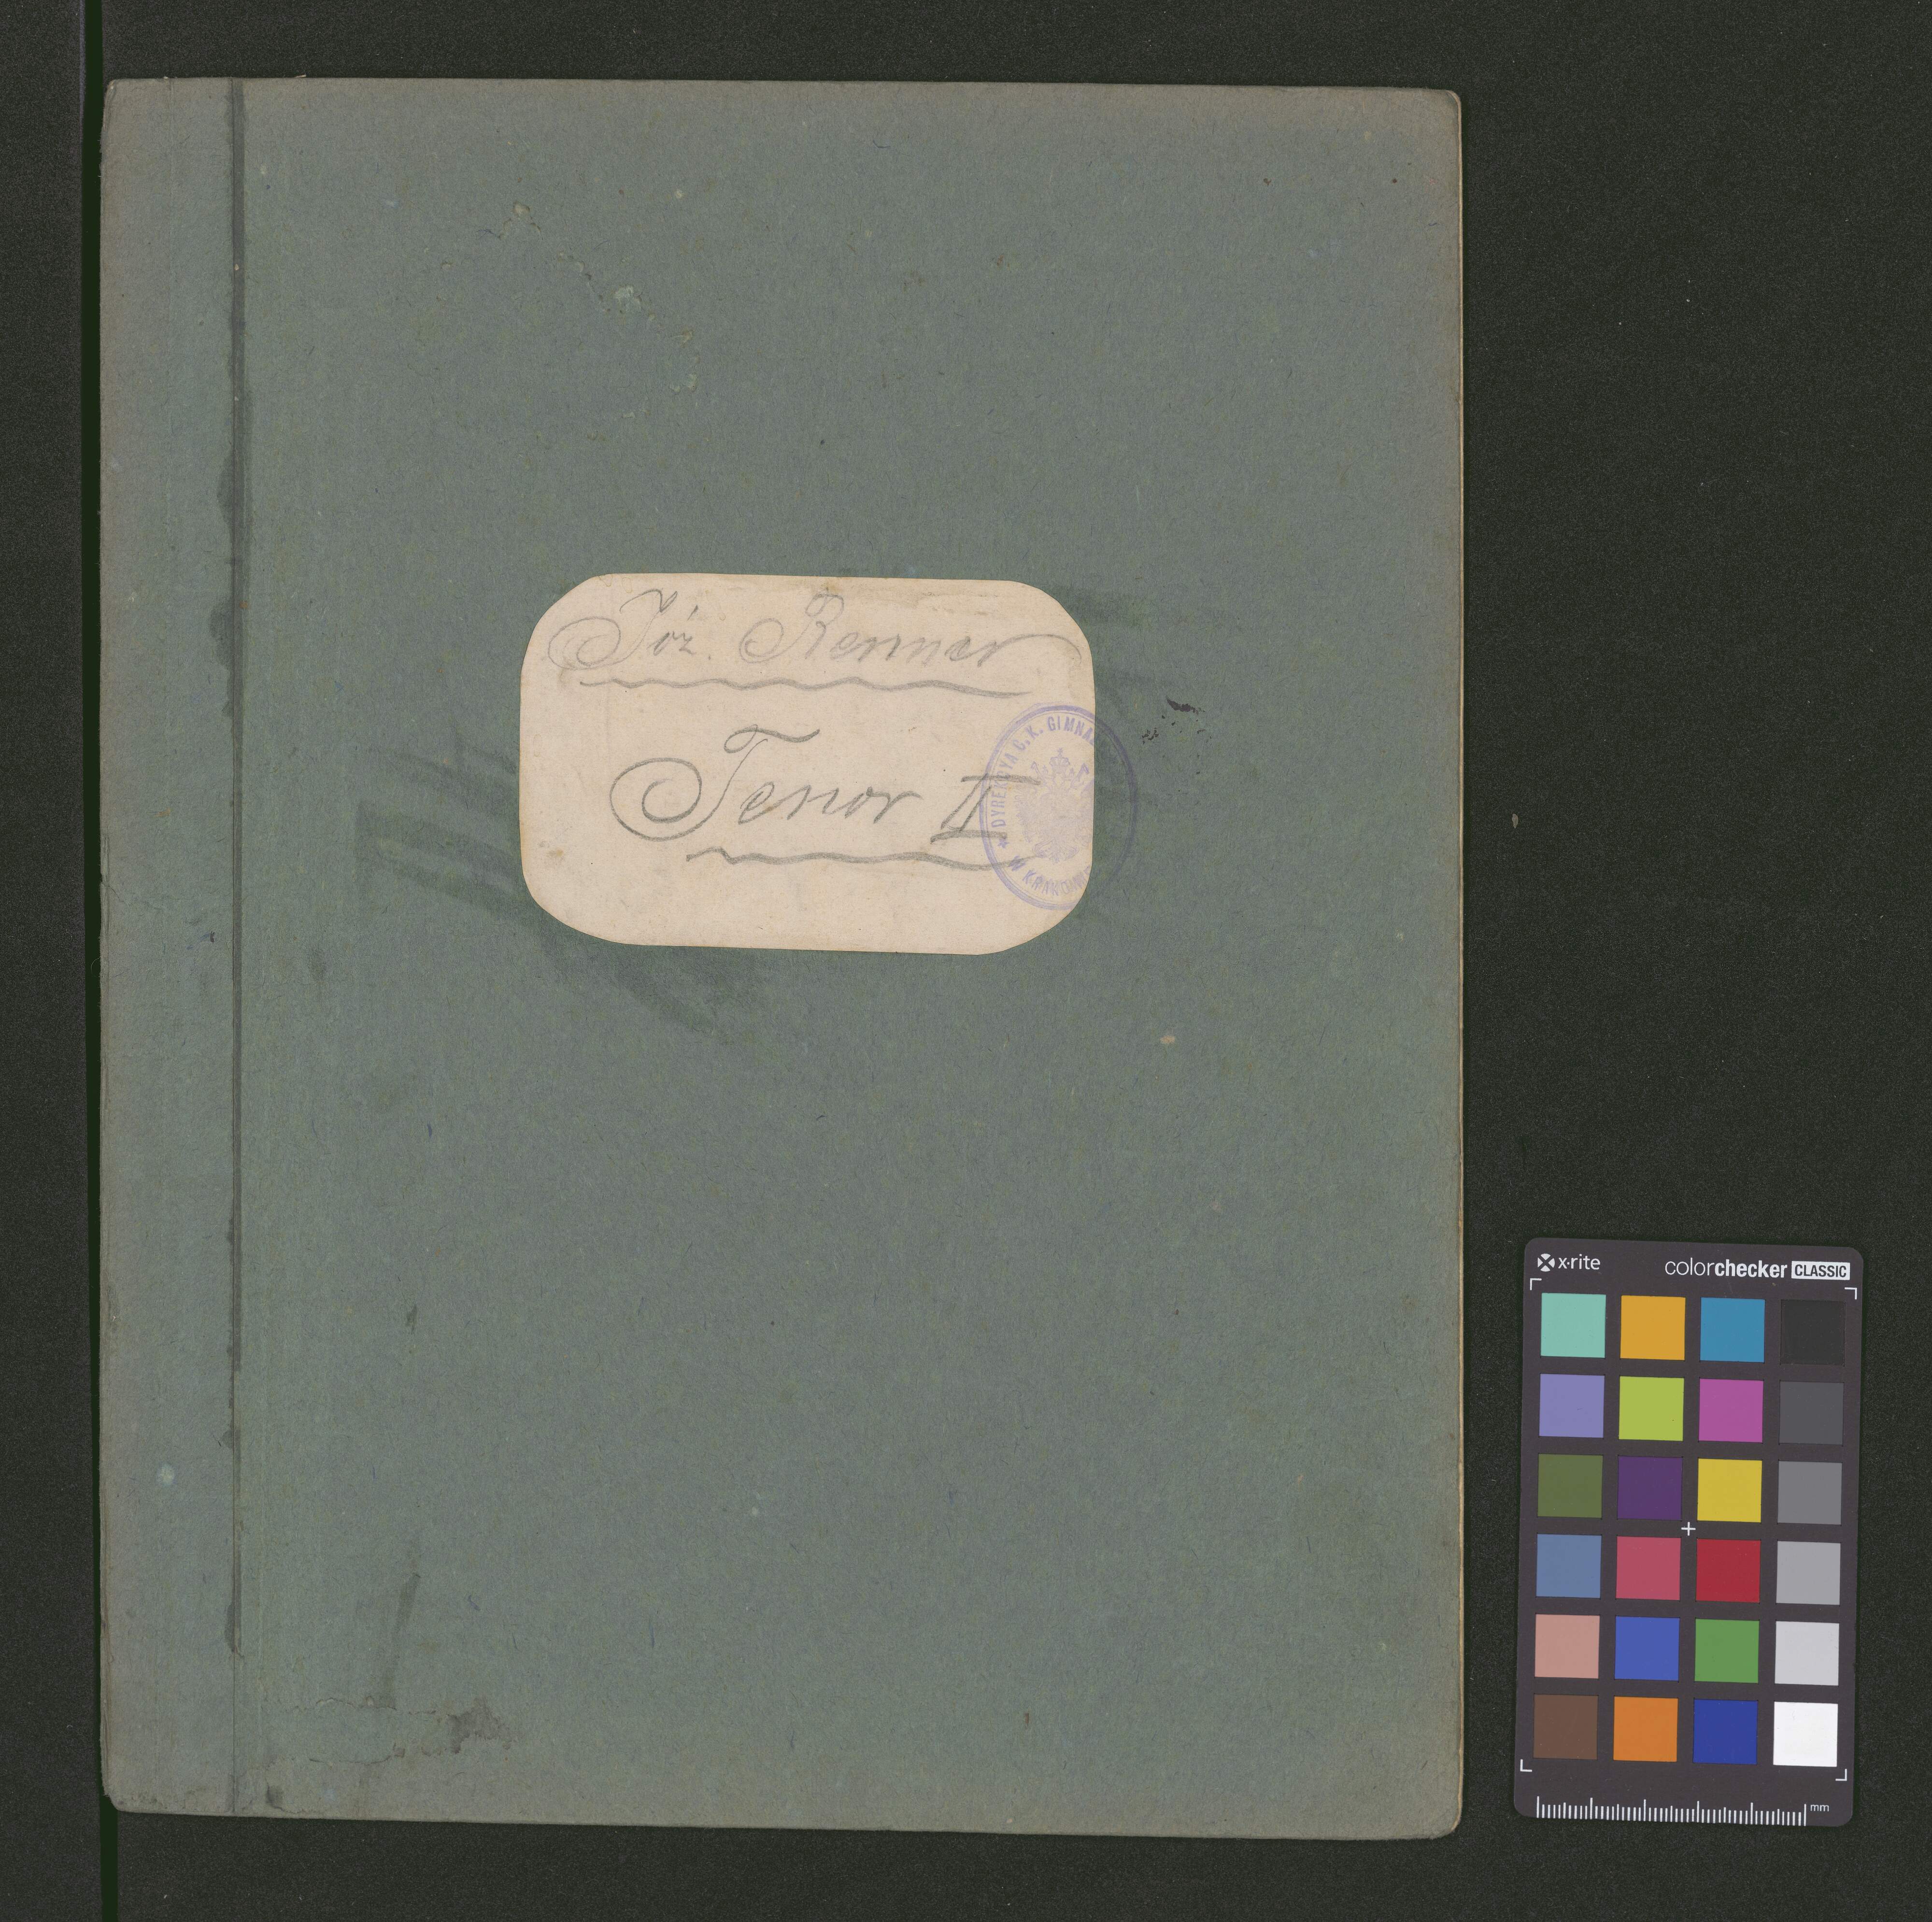 Józ. Renner
Tenor II
DYREKCYA C. K. GIMNA
W KRAKOWIE
x·rite
colorchecker CLASSIC
mm